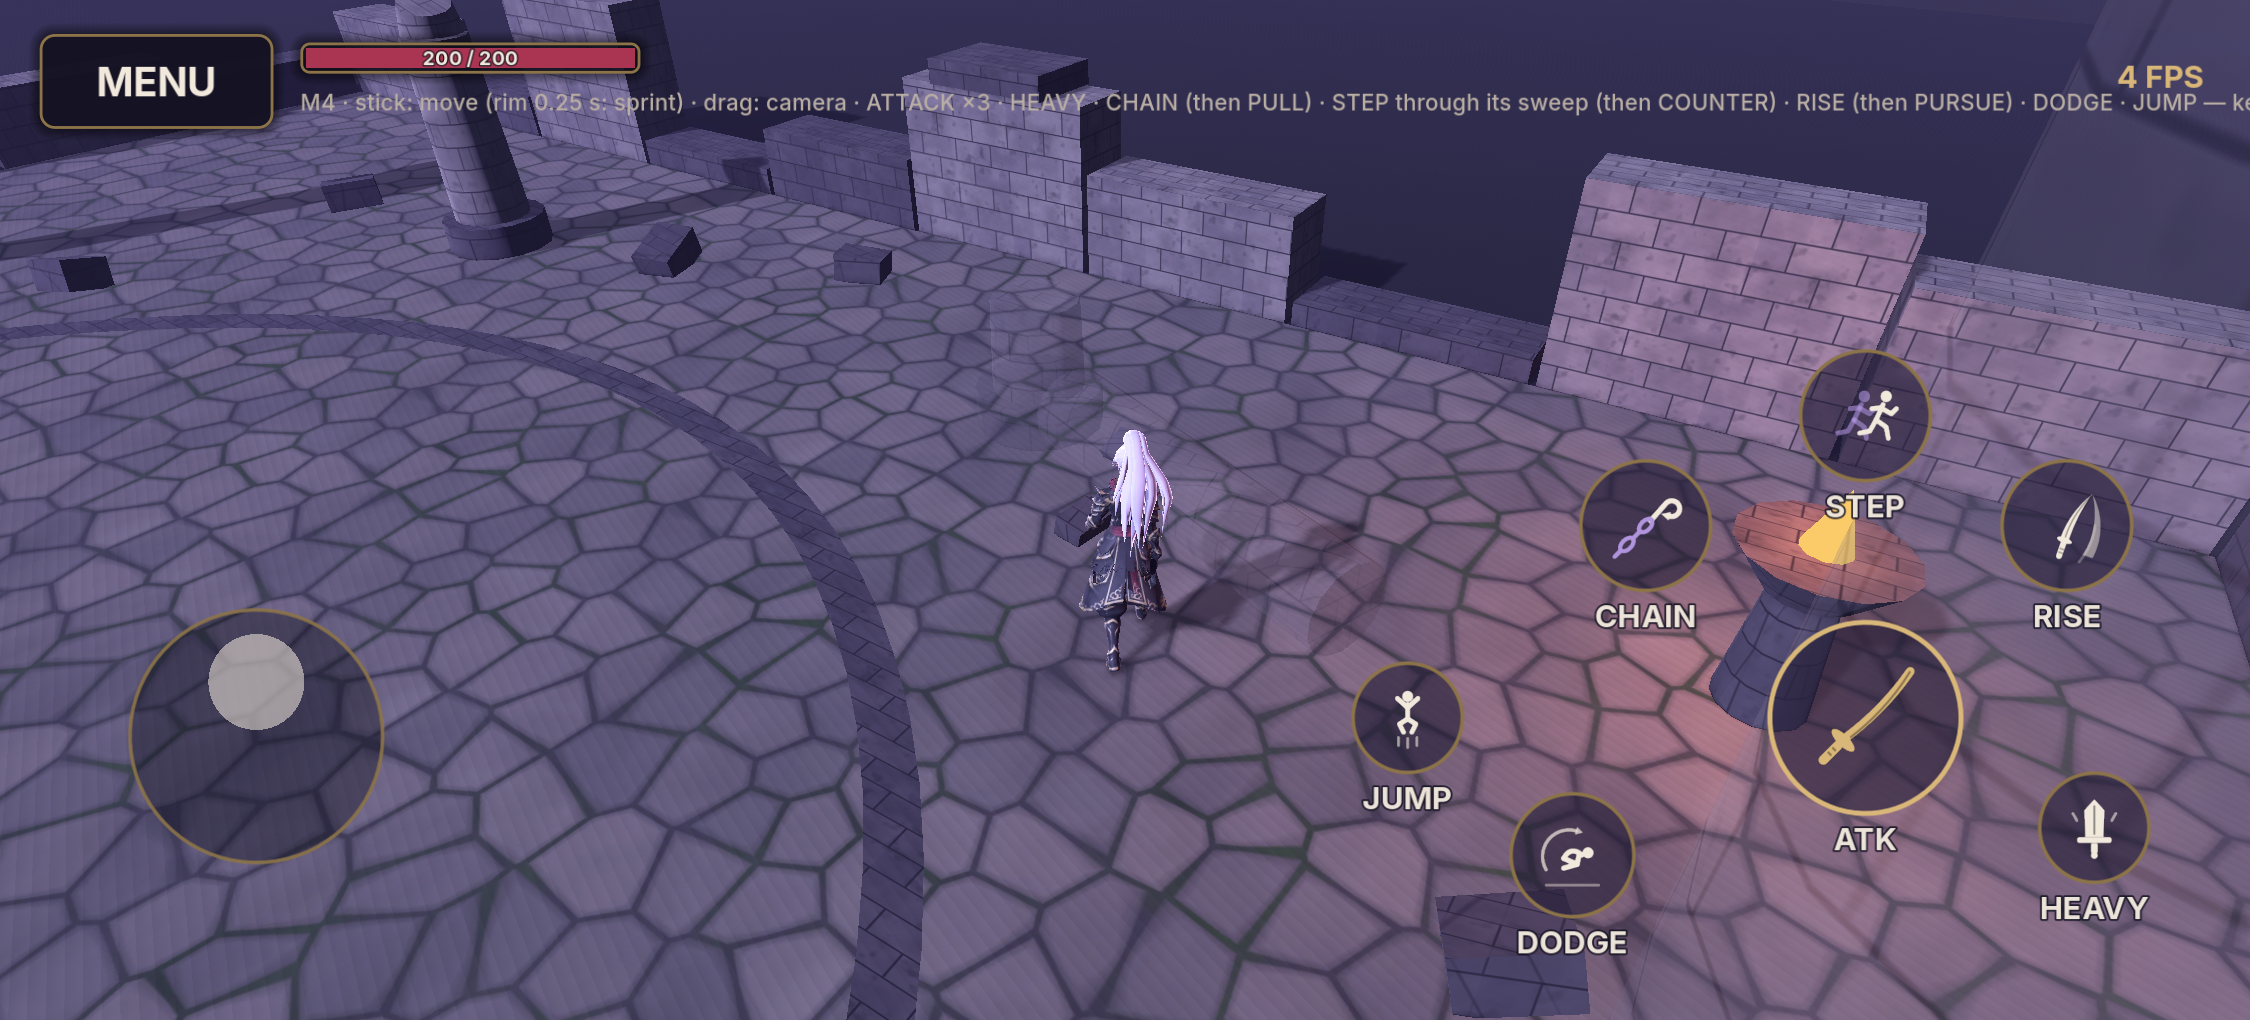 MENU
200 / 200
4 FPS
M4 · stick: move (rim 0.25 s: sprint) · drag: camera · ATTACK ×3 · HEAVY · CHAIN (then PULL) · STEP through its sweep (then COUNTER) · RISE (then PURSUE) · DODGE · JUMP — ke
STEP
CHAIN
RISE
JUMP
ATK
HEAVY
DODGE